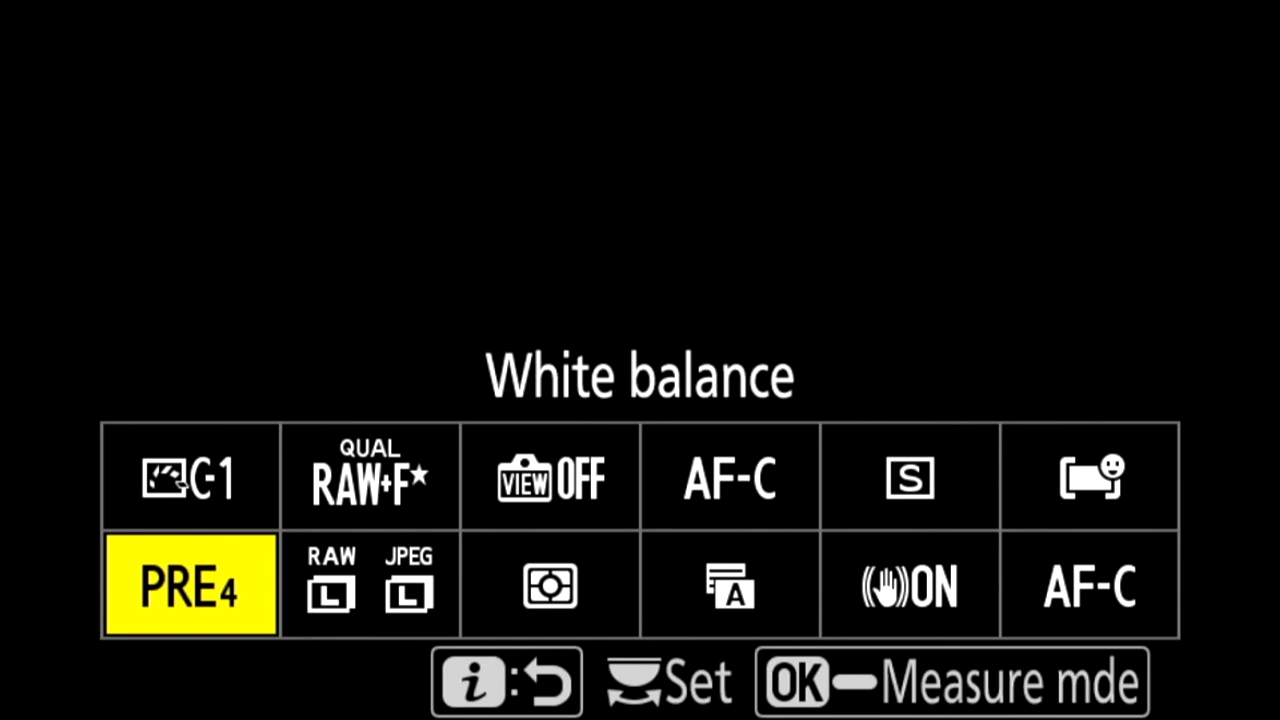 White balance
C-1 QUAL RAW+F★ VIEW OFF AF-C S
PRE4 RAW L JPEG L A ON AF-C
i: Set OK Measure mde